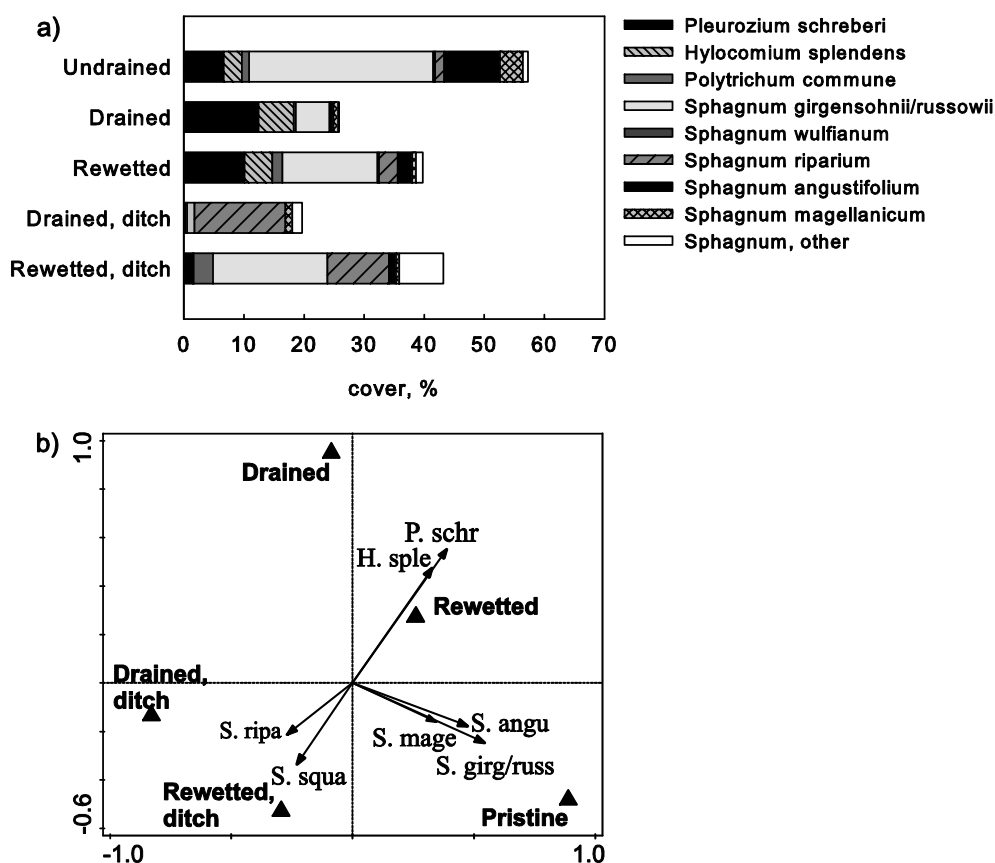 a)
Undrained
Drained
Rewetted
Drained, ditch
Rewetted, ditch
0 10 20 30 40 50 60 70
cover, %
Pleurozium schreberi
Hylocomium splendens
Polytrichum commune
Sphagnum girgensohnii/russowii
Sphagnum wulfianum
Sphagnum riparium
Sphagnum angustifolium
Sphagnum magellanicum
Sphagnum, other
b)
1.0
Drained
P. schr
H. sple
Rewetted
Drained,
ditch
S. ripa
S. angu
S. mage
S. girg/russ
S. squa
Rewetted,
ditch
Pristine
-0.6
-1.0 1.0